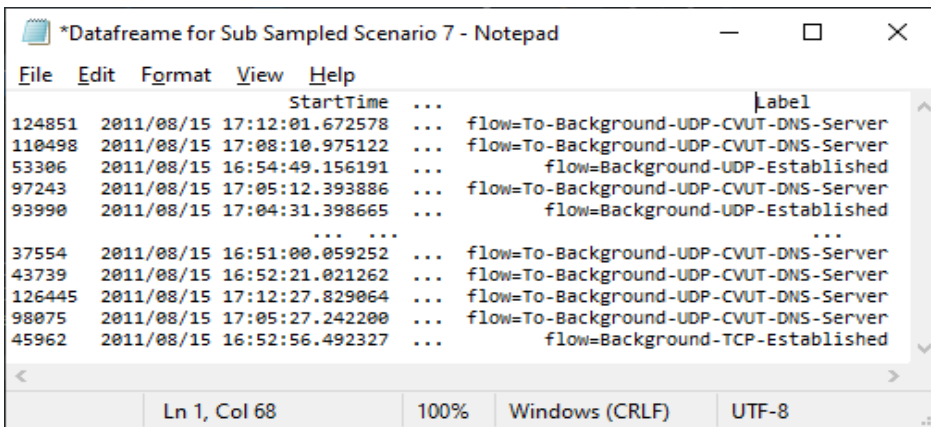 *Datafreame for Sub Sampled Scenario 7 - Notepad
File Edit Format View Help
StartTime ... Label
124851 2011/08/15 17:12:01.672578 ... flow=To-Background-UDP-CVUT-DNS-Server
110498 2011/08/15 17:08:10.975122 ... flow=To-Background-UDP-CVUT-DNS-Server
53306 2011/08/15 16:54:49.156191 ... flow=Background-UDP-Established
97243 2011/08/15 17:05:12.393886 ... flow=To-Background-UDP-CVUT-DNS-Server
93990 2011/08/15 17:04:31.398665 ... flow=Background-UDP-Established
... ... ...
37554 2011/08/15 16:51:00.059252 ... flow=To-Background-UDP-CVUT-DNS-Server
43739 2011/08/15 16:52:21.021262 ... flow=To-Background-UDP-CVUT-DNS-Server
126445 2011/08/15 17:12:27.829064 ... flow=To-Background-UDP-CVUT-DNS-Server
98075 2011/08/15 17:05:27.242200 ... flow=To-Background-UDP-CVUT-DNS-Server
45962 2011/08/15 16:52:56.492327 ... flow=Background-TCP-Established
Ln 1, Col 68 100% Windows (CRLF) UTF-8